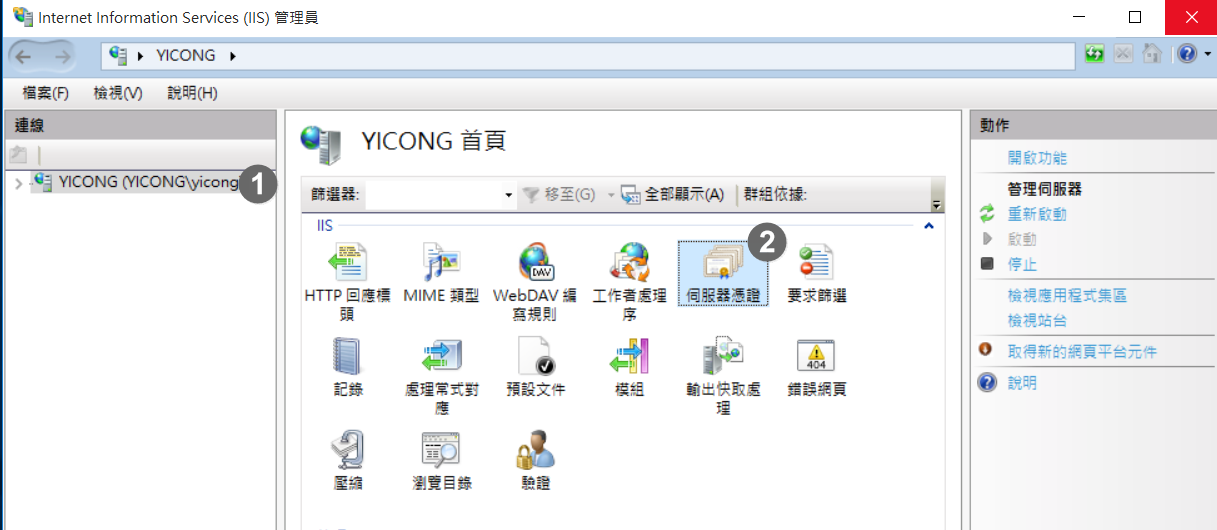 Internet Information Services (IIS) 管理員
YICONG
檔案(F) 檢視(V) 說明(H)
連線
YICONG (YICONG\yicong
1
YICONG 首頁
篩選器: 移至(G) 全部顯示(A) 群組依據:
IIS
2
HTTP 回應標
頭
MIME 類型
WebDAV 編
寫規則
工作者處理
序
伺服器憑證
要求篩選
記錄
處理常式對
應
預設文件
模組
輸出快取處
理
404
錯誤網頁
壓縮
瀏覽目錄
驗證
動作
開啟功能
管理伺服器
重新啟動
啟動
停止
檢視應用程式集區
檢視站台
取得新的網頁平台元件
說明